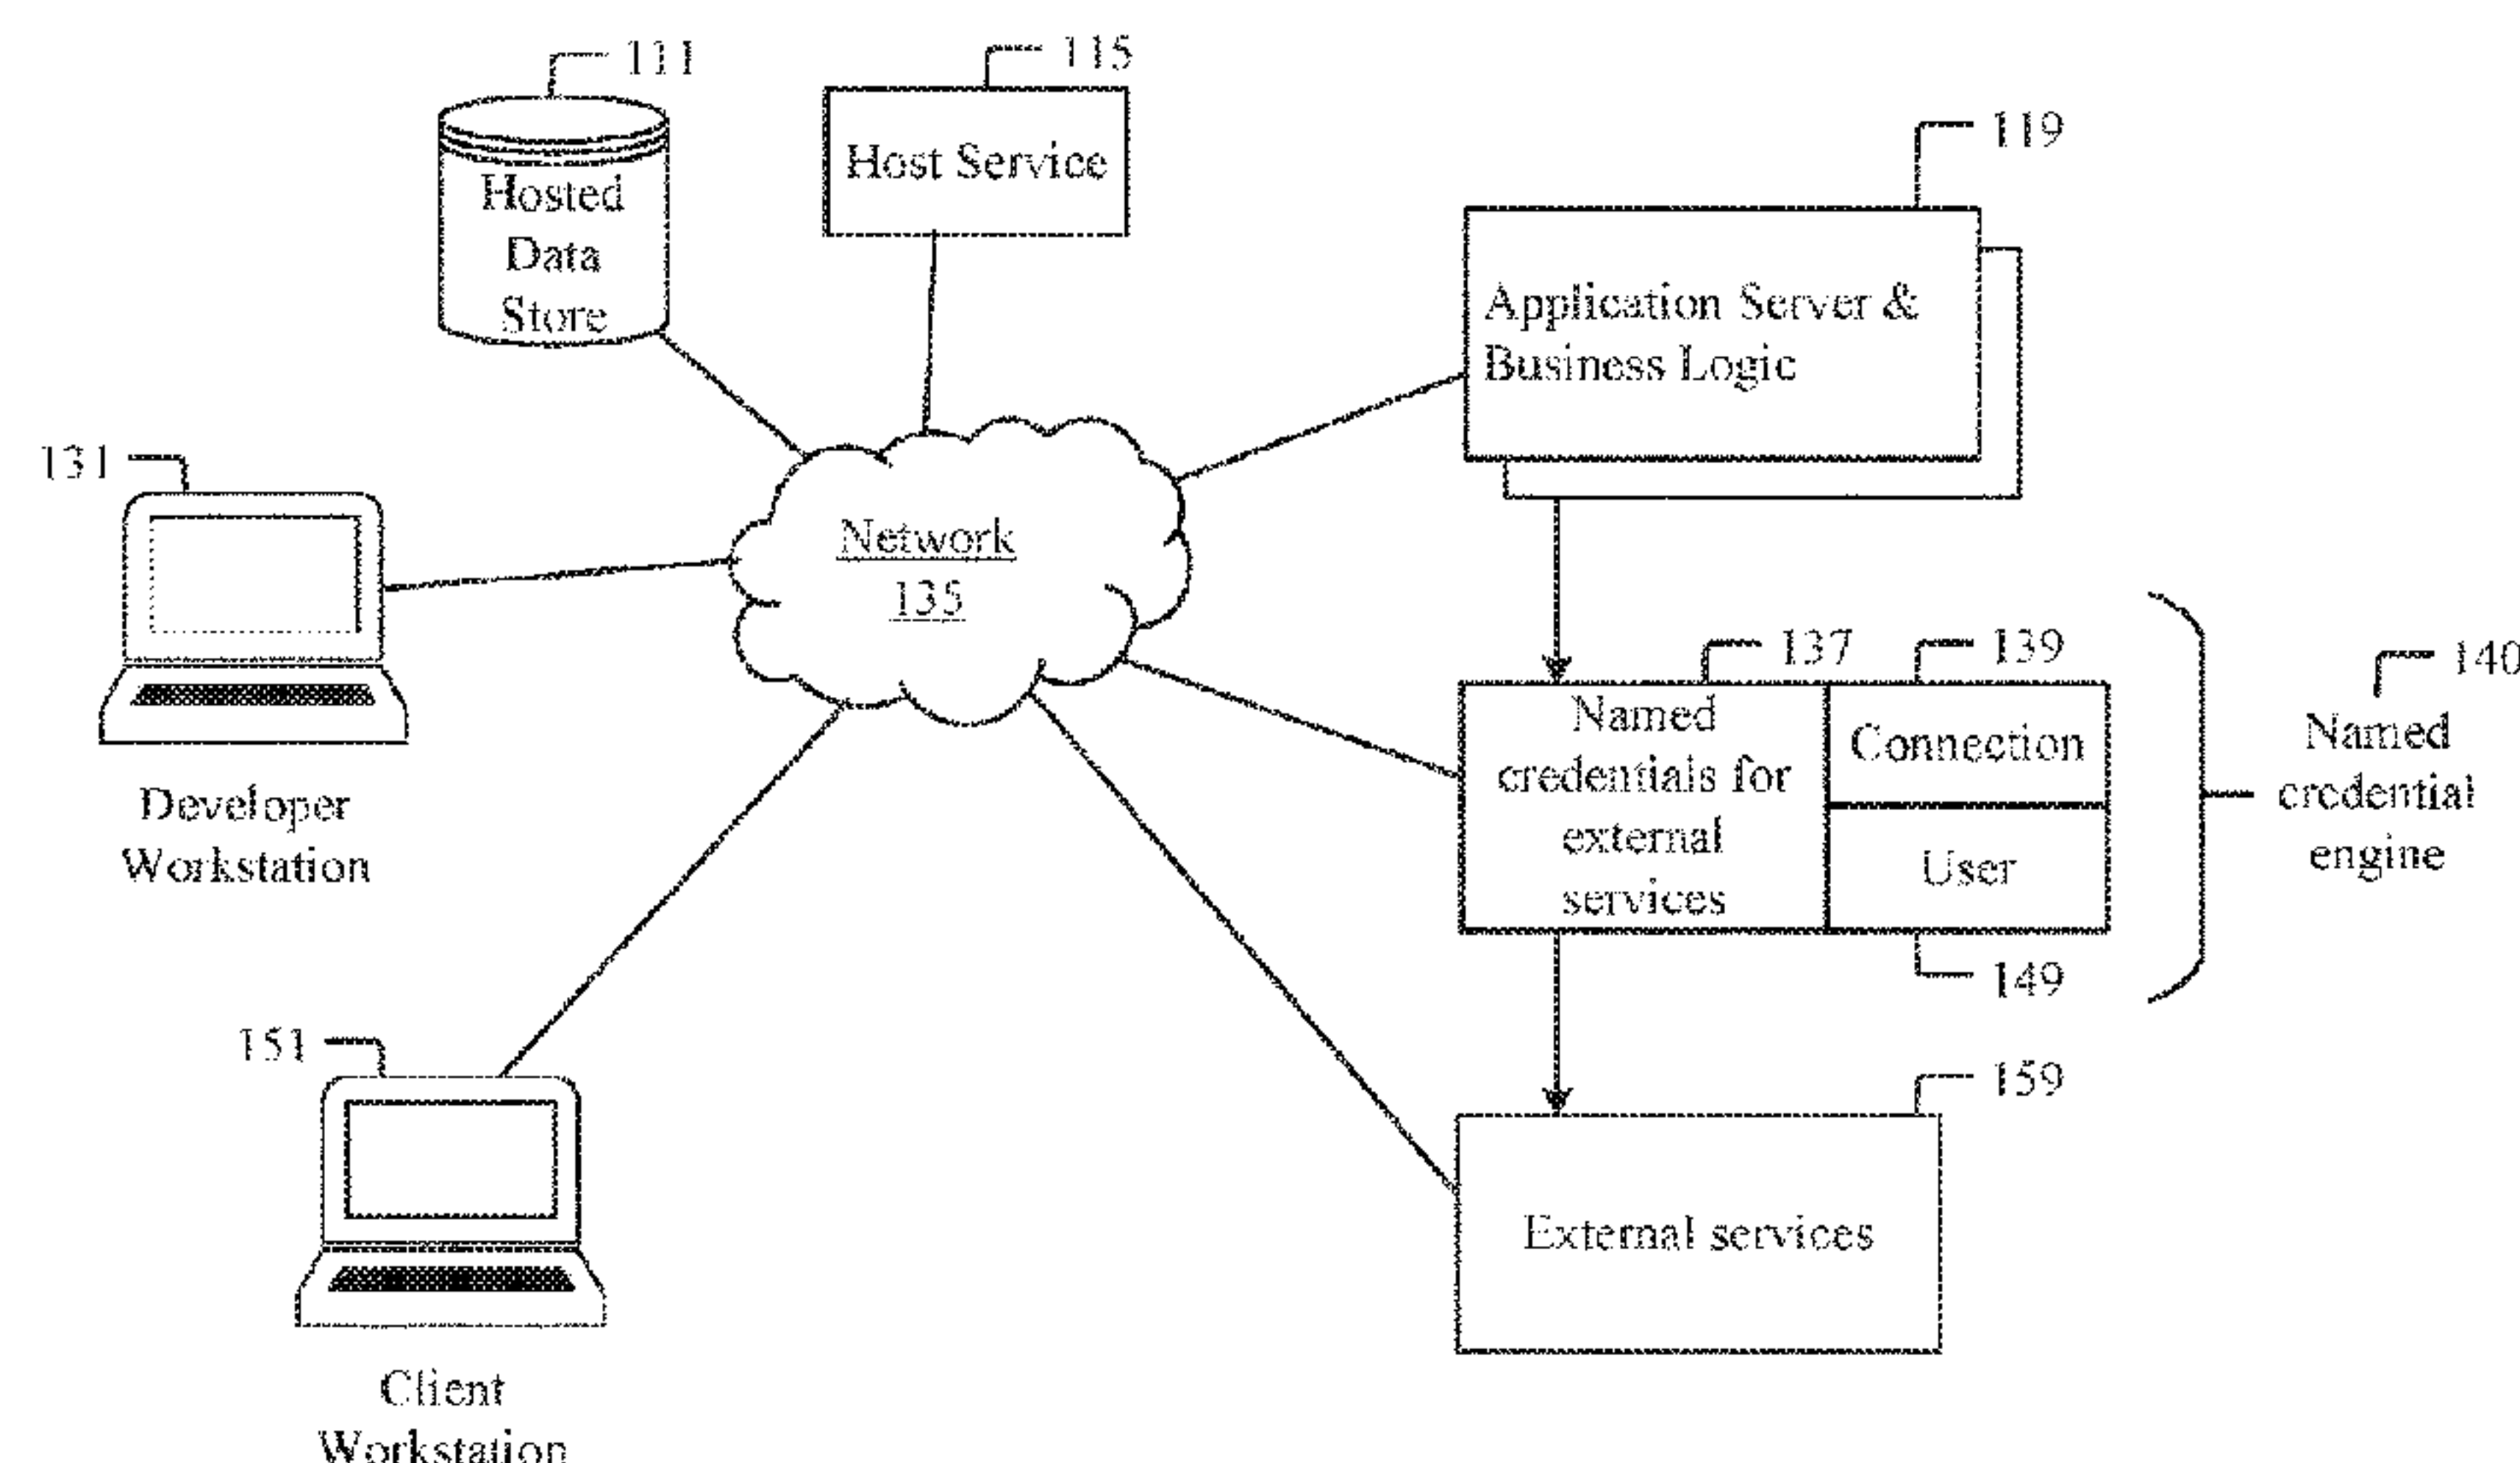 111
115
Hosted
Data
Store
Host Service
119
Application Server &
Business Logic
131
Network
135
Developer
Workstation
137
139
140
Named
credentials for
external
services
Connection
User
Named
credential
engine
149
151
159
External services
Client
Workstation